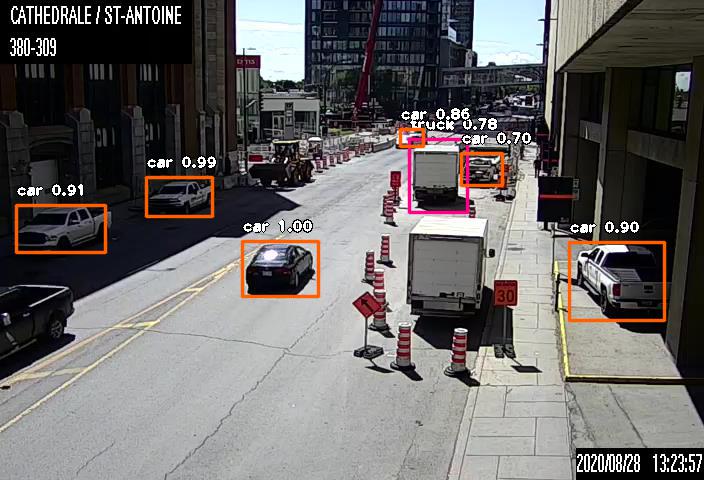 CATHEDRALE / ST-ANTOINE
380-309
car 0.86
truck 0.78
car 0.70
car 0.99
car 0.91
car 1.00
car 0.90
30
2020/08/28 13:23:57